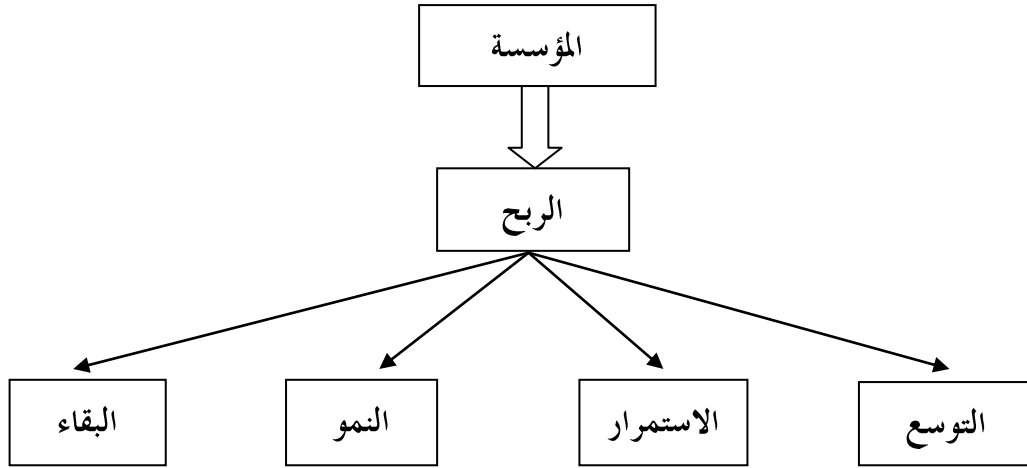 المؤسسة
الربح
التوسع
الاستمرار
النمو
البقاء